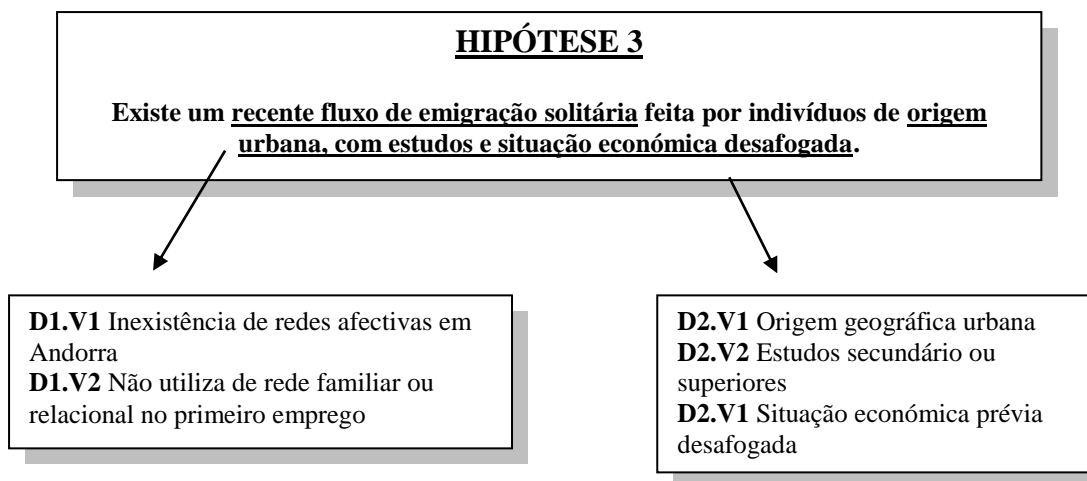 HIPÓTESE 3
Existe um recente fluxo de emigração solitária feita por indivíduos de origem
urbana, com estudos e situação económica desafogada.
D1.V1 Inexistência de redes afectivas em
Andorra
D1.V2 Não utiliza de rede familiar ou
relacional no primeiro emprego
D2.V1 Origem geográfica urbana
D2.V2 Estudos secundário ou
superiores
D2.V1 Situação económica prévia
desafogada